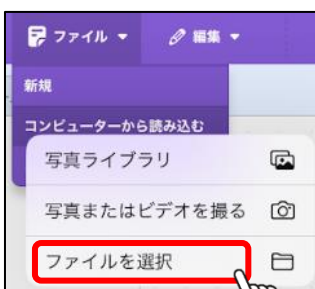 ファイル 編集
新規
コンピューターから読み込む
写真ライブラリ
写真またはビデオを撮る
ファイルを選択